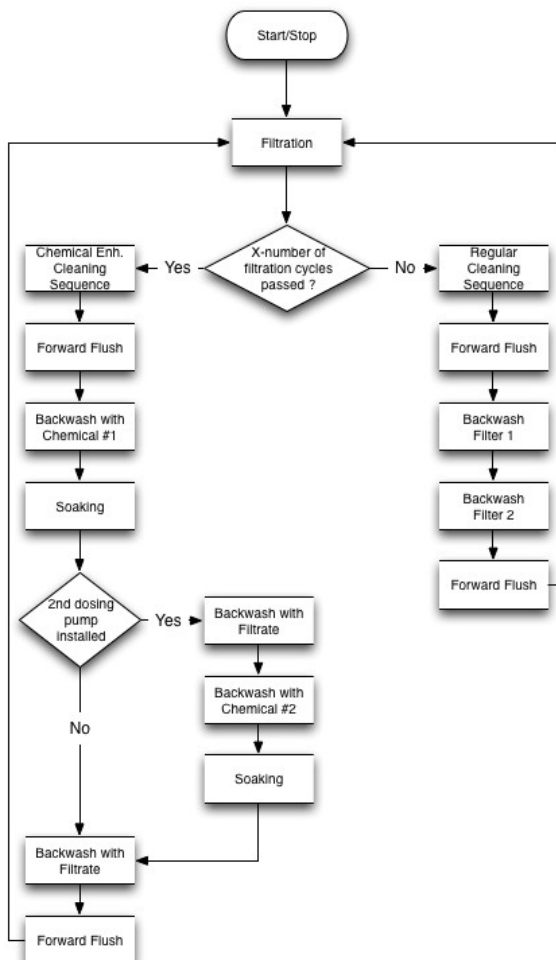 Start/Stop
Filtration
X-number of
filtration cycles
passed ?
Yes
No
Chemical Enh.
Cleaning
Sequence
Forward Flush
Backwash with
Chemical #1
Soaking
2nd dosing
pump
installed
Yes
No
Backwash with
Filtrate
Backwash with
Chemical #2
Soaking
Backwash with
Filtrate
Forward Flush
Regular
Cleaning
Sequence
Forward Flush
Backwash
Filter 1
Backwash
Filter 2
Forward Flush